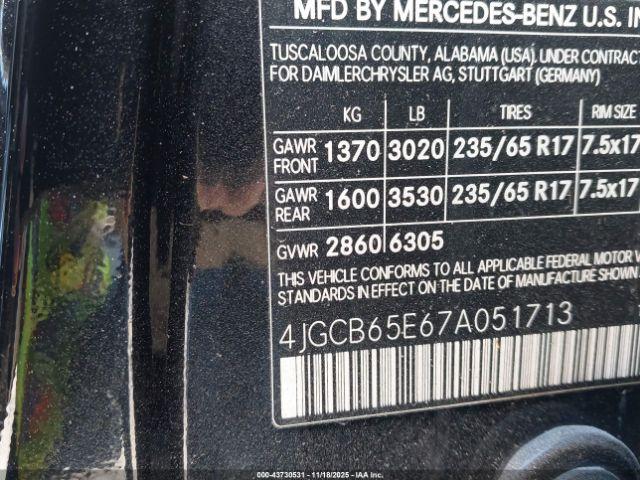 MFD BY MERCEDES-BENZ U.S. IN
TUSCALOOSA COUNTY, ALABAMA (USA). UNDER CONTRACT
FOR DAIMLERCHRYSLER AG, STUTTGART (GERMANY)
KG LB TIRES RIM SIZE
GAWR FRONT 1370 3020 235/65 R17 7.5x17
GAWR REAR 1600 3530 235/65 R17 7.5x17
GVWR 2860 6305
THIS VEHICLE CONFORMS TO ALL APPLICABLE FEDERAL MOTOR V
STANDARDS IN EFFECT ON THE DATE OF MANUFACTURE SHOWN
4JGCB65E67A051713
000-43730531 - 11/18/2025 - IAA Inc.